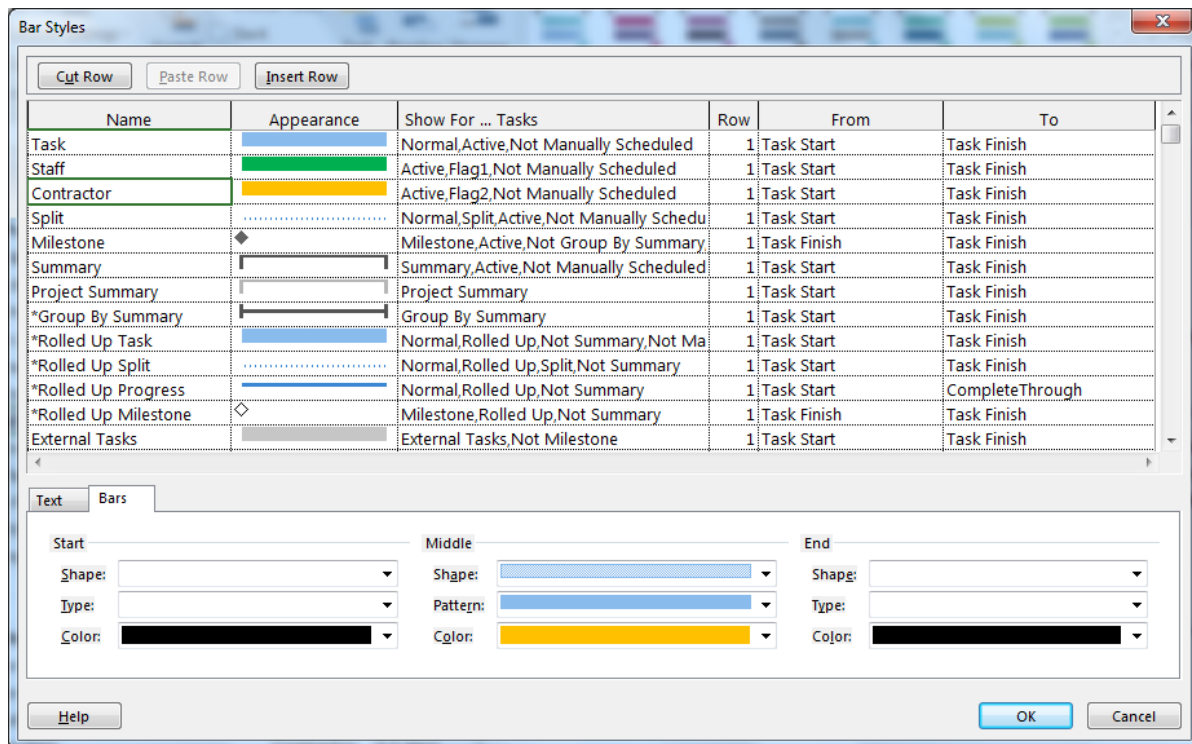 Bar Styles
Cut Row Paste Row Insert Row
Name Appearance Show For ... Tasks Row From To
Task Normal,Active,Not Manually Scheduled 1 Task Start Task Finish
Staff Active,Flag1,Not Manually Scheduled 1 Task Start Task Finish
Contractor Active,Flag2,Not Manually Scheduled 1 Task Start Task Finish
Split Normal,Split,Active,Not Manually Schedu 1 Task Start Task Finish
Milestone Milestone,Active,Not Group By Summary, 1 Task Finish Task Finish
Summary Summary,Active,Not Manually Scheduled 1 Task Start Task Finish
Project Summary Project Summary 1 Task Start Task Finish
*Group By Summary Group By Summary 1 Task Start Task Finish
*Rolled Up Task Normal,Rolled Up,Not Summary,Not Ma 1 Task Start Task Finish
*Rolled Up Split Normal,Rolled Up,Split,Not Summary 1 Task Start Task Finish
*Rolled Up Progress Normal,Rolled Up,Not Summary 1 Task Start CompleteThrough
*Rolled Up Milestone Milestone,Rolled Up,Not Summary 1 Task Finish Task Finish
External Tasks External Tasks,Not Milestone 1 Task Start Task Finish
Text Bars
Start Middle End
Shape: Shape: Shape:
Type: Pattern: Type:
Color: Color: Color:
Help OK Cancel